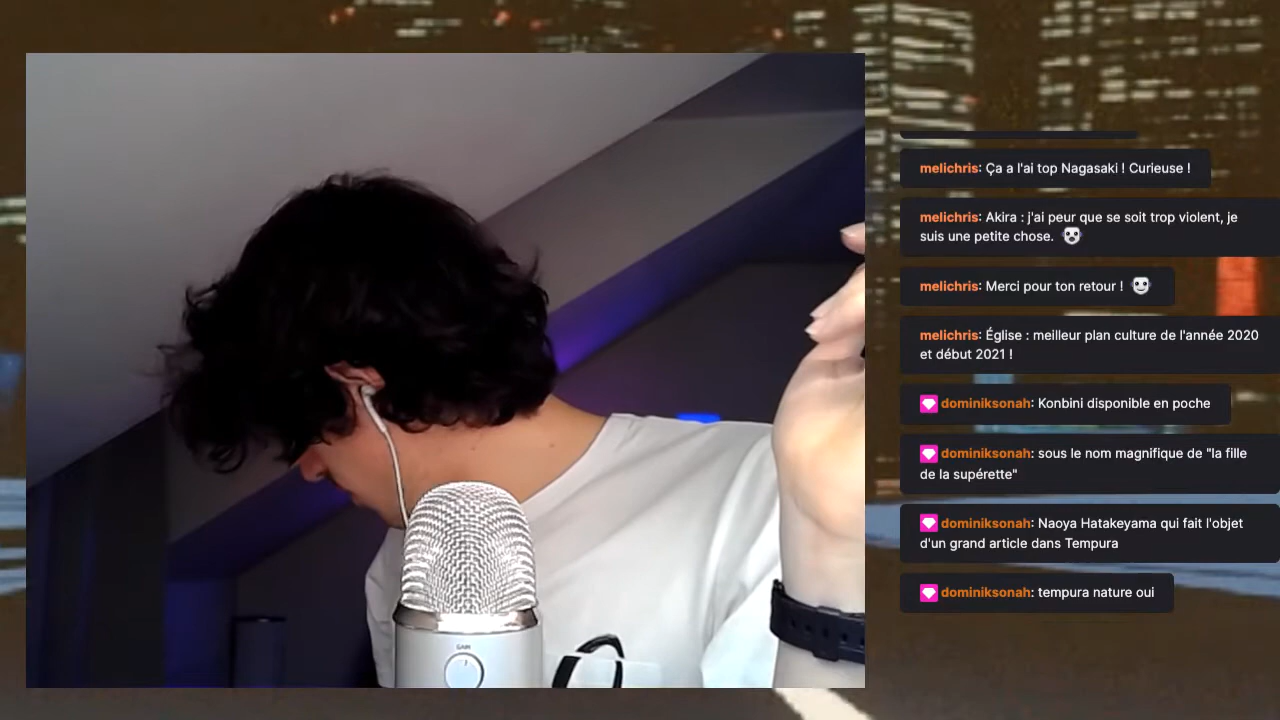 melichris: Ça a l'ai top Nagasaki ! Curieuse !
melichris: Akira : j'ai peur que se soit trop violent, je
suis une petite chose.
melichris: Merci pour ton retour !
melichris: Église : meilleur plan culture de l'année 2020
et début 2021 !
dominiksonah: Konbini disponible en poche
dominiksonah: sous le nom magnifique de "la fille
de la supérette"
dominiksonah: Naoya Hatakeyama qui fait l'objet
d'un grand article dans Tempura
dominiksonah: tempura nature oui
GAIN